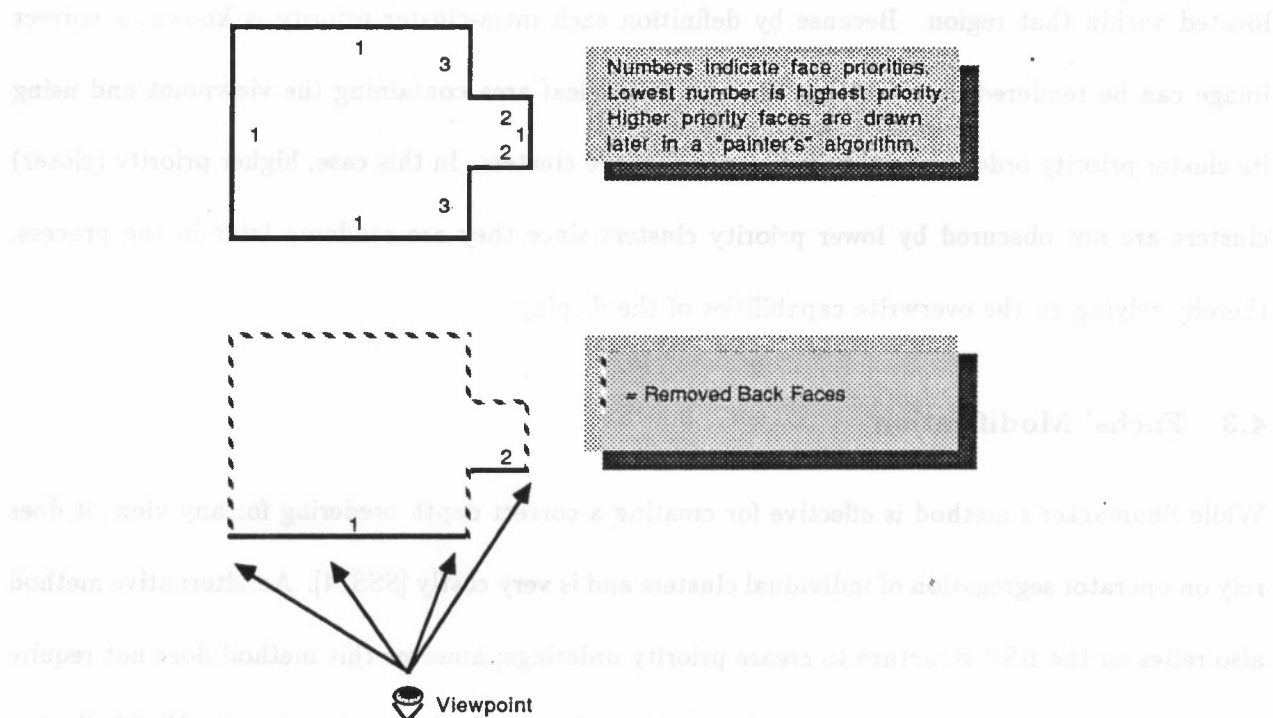 located within that region. Because by definition each intra-cluster priority is known, a correct
1
3
Numbers indicate face priorities.
Lowest number is highest priority
Higher priority faces are drawn
later in a "painter's" algorithm.
image can be rendered leaf area containing the viewpoint and using
1
2
1
2
its cluster priority clusters. In this case, higher priority (closer)
1
3
clusters are not obscured by lower priority clusters since they are later in the process,
thereby relying on the overwrite capabilities of the display
= Removed Back Faces
4.3 Fuchs' Modification
2
While Shumacker's method is effective for creating a correct depth ordering for any view, it does
1
rely on operator segregation of individual clusters and is very costly An alternative method
also relies on the BSP structure to create priority orderings; however this method does not require
Viewpoint